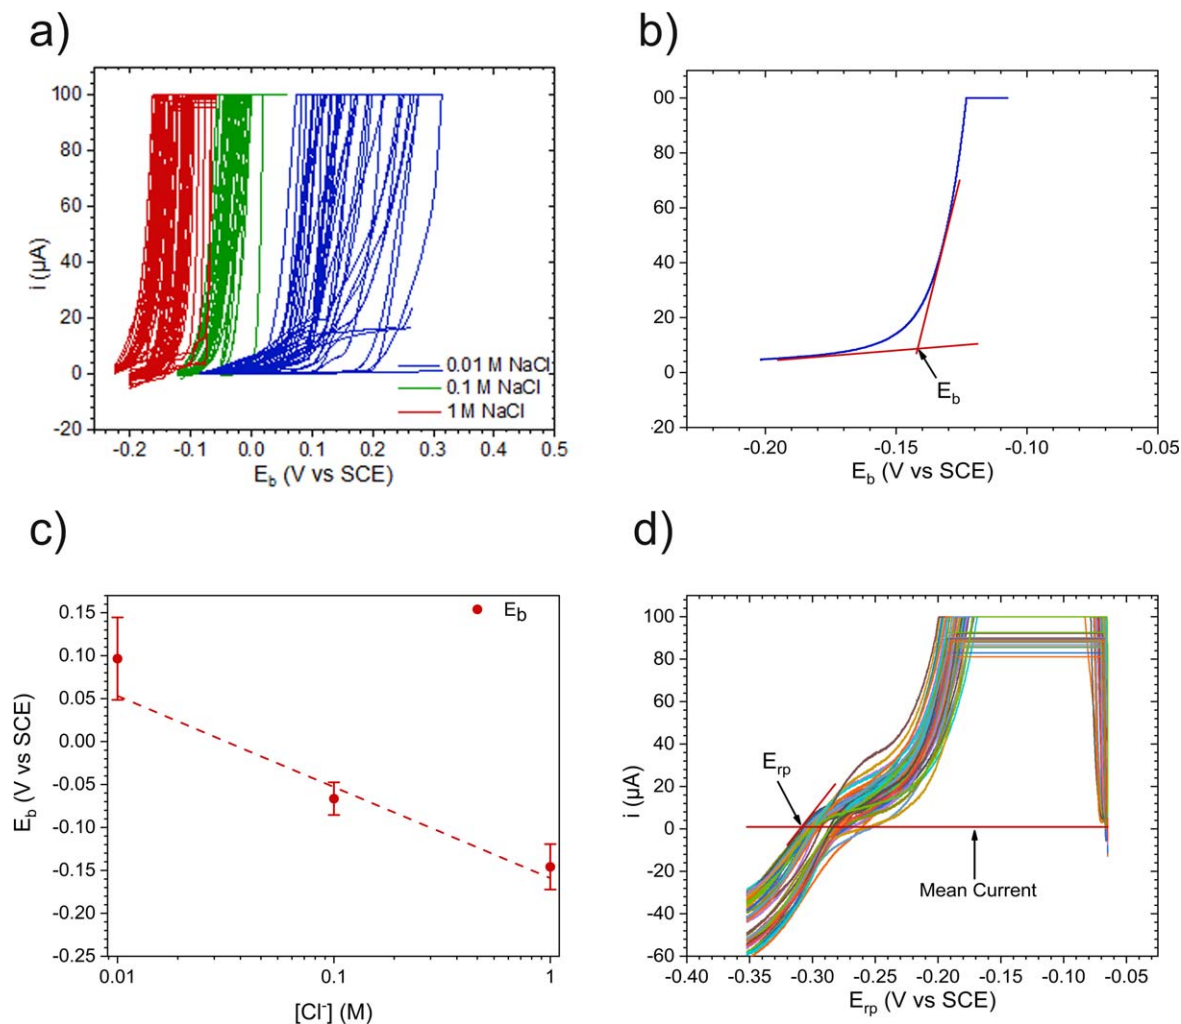 a)
100
80
60
40
20
0
-20
i (µA)
0.01 M NaCl
0.1 M NaCl
1M NaCl
-0.2 -0.1 0.0 0.1 0.2 0.3 0.4 0.5
E_b (V vs SCE)
b)
00
80
60
40
20
0
20
E_b
-0.20 -0.15 -0.10 -0.05
E_b (V vs SCE)
c)
0.15
0.10
0.05
0.00
-0.05
-0.10
-0.15
-0.20
-0.25
E_b (V vs SCE)
E_b
0.01 0.1 1
[Cl⁻] (M)
d)
100
80
60
40
20
0
-20
-40
-60
i (µA)
E_rp
Mean Current
-0.40 -0.35 -0.30 -0.25 -0.20 -0.15 -0.10 -0.05
E_rp (V vs SCE)